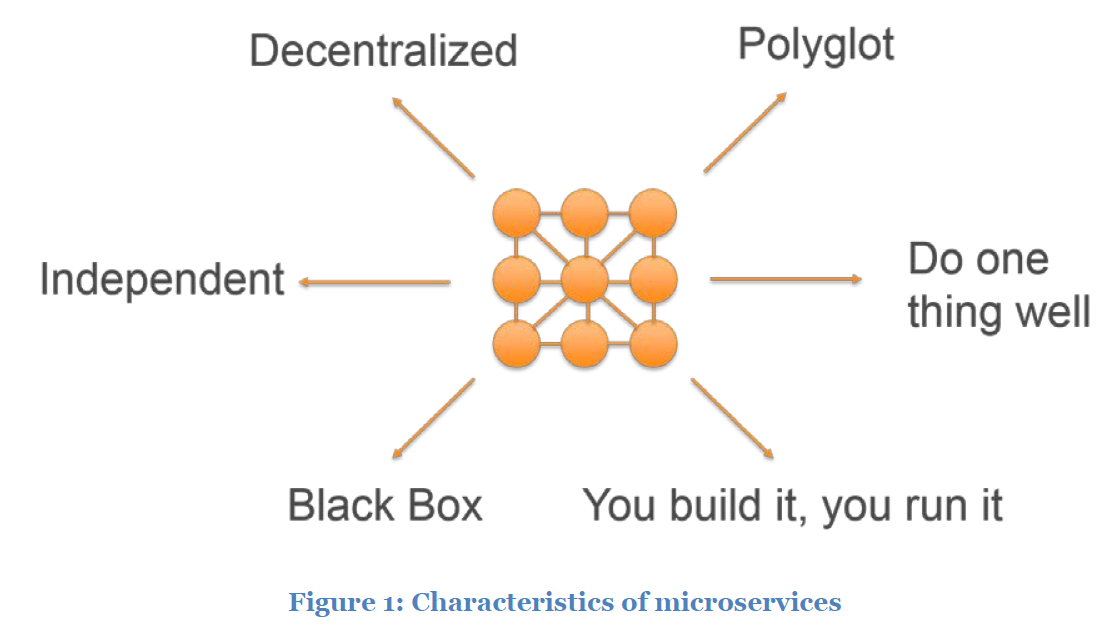 Decentralized
Polyglot
Independent
Do one
thing well
Black Box
You build it, you run it
Figure 1: Characteristics of microservices